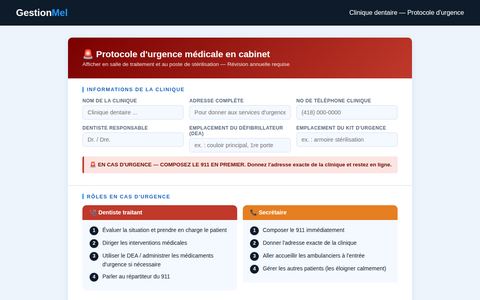 GestionMel
Clinique dentaire — Protocole d'urgence
🚨 Protocole d'urgence médicale en cabinet
Afficher en salle de traitement et au poste de stérilisation — Révision annuelle requise
INFORMATIONS DE LA CLINIQUE
NOM DE LA CLINIQUE
ADRESSE COMPLÈTE
NO DE TÉLÉPHONE CLINIQUE
Clinique dentaire ...
Pour donner aux services d'urgence
(418) 000-0000
DENTISTE RESPONSABLE
EMPLACEMENT DU DÉFIBRILLATEUR
(DEA)
EMPLACEMENT DU KIT D'URGENCE
Dr. / Dre.
ex. : couloir principal, 1re porte
ex. : armoire stérilisation
🚨 EN CAS D'URGENCE — COMPOSEZ LE 911 EN PREMIER. Donnez l'adresse exacte de la clinique et restez en ligne.
RÔLES EN CAS D'URGENCE
🦷 Dentiste traitant
1 Évaluer la situation et prendre en charge le patient
2 Diriger les interventions médicales
3 Utiliser le DEA / administrer les médicaments
d'urgence si nécessaire
4 Parler au répartiteur du 911
📞 Secrétaire
1 Composer le 911 immédiatement
2 Donner l'adresse exacte de la clinique
3 Aller accueillir les ambulanciers à l'entrée
4 Gérer les autres patients (les éloigner calmement)